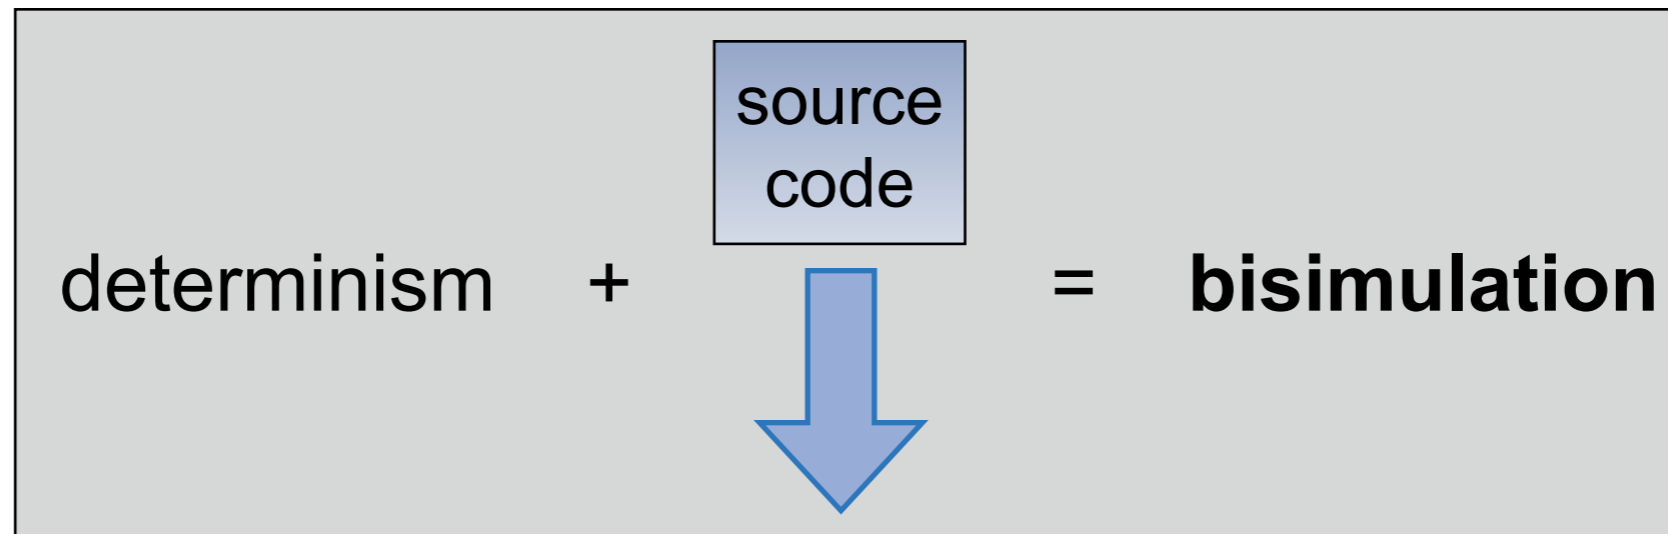 source
code
determinism + = bisimulation